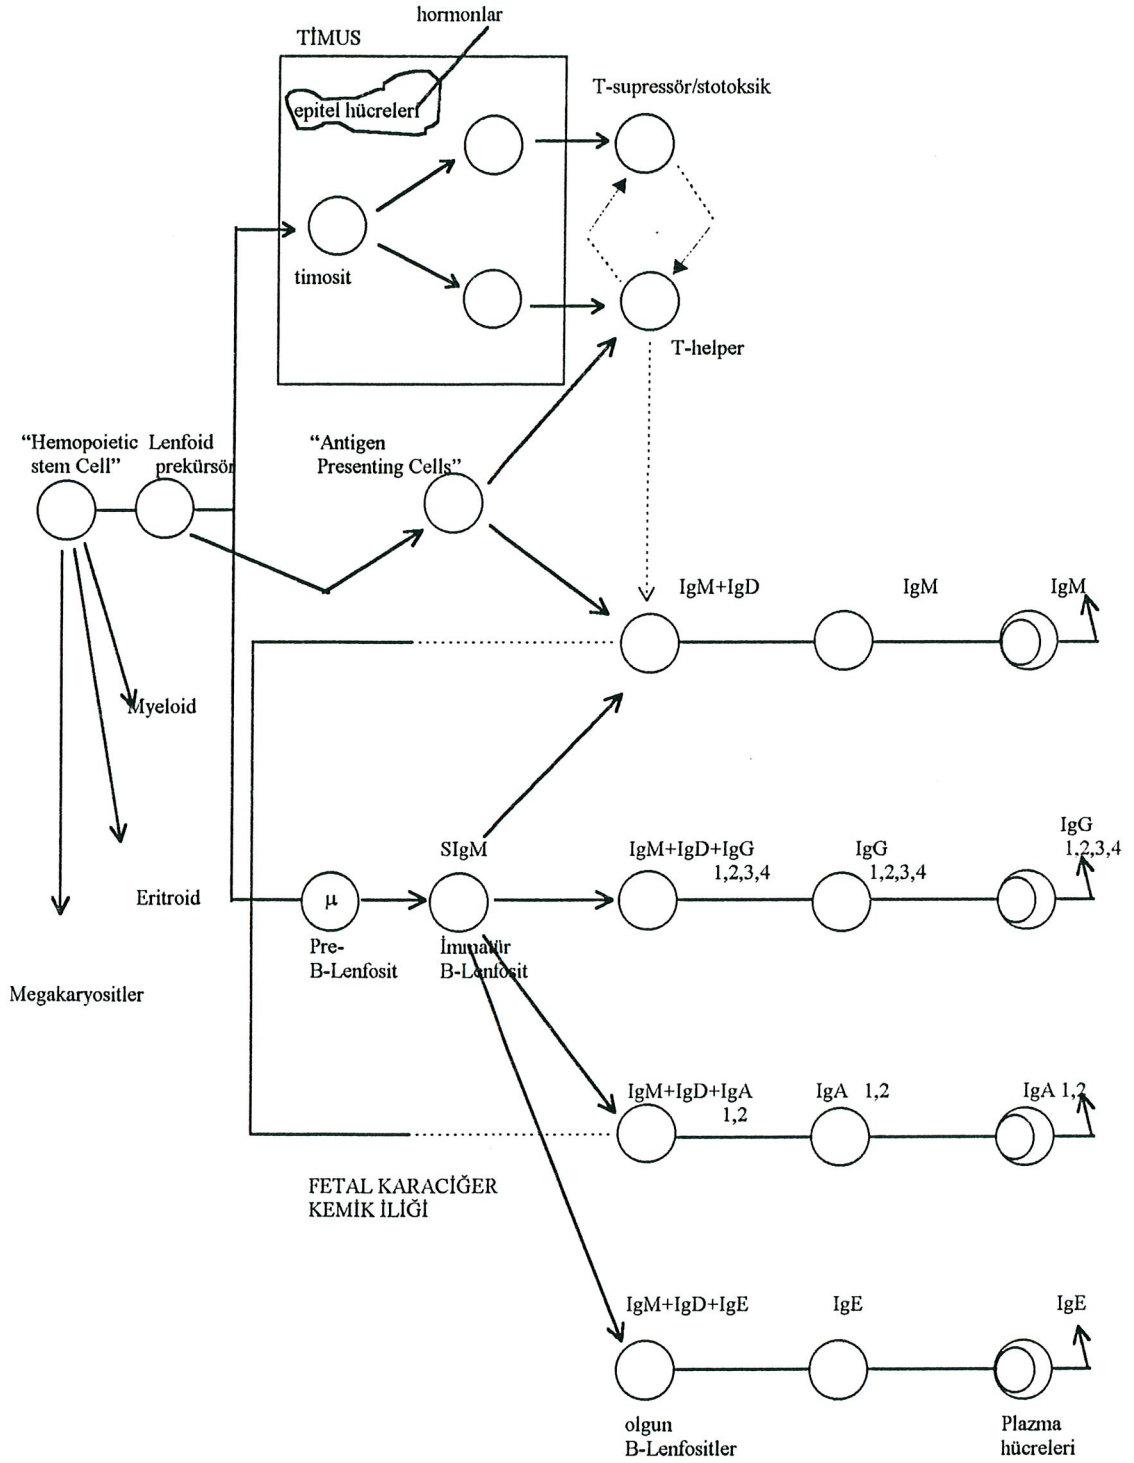 hormonlar
TİMUS
epitel hücreleri
T-supressör/stotoksik
timosit
T-helper
“Hemopoietic
stem Cell”
Lenfoid
prekürsör
“Antigen
Presenting Cells”
IgM+IgD
IgM
IgM
Myeloid
SIgM
IgM+IgD+IgG
1,2,3,4
IgG
1,2,3,4
IgG
1,2,3,4
Eritroid
μ
Pre-
B-Lenfosit
İmmatür
B-Lenfosit
Megakaryositler
IgM+IgD+IgA
1,2
IgA 1,2
IgA 1,2
FETAL KARACİĞER
KEMİK İLİĞİ
IgM+IgD+IgE
IgE
IgE
olgun
B-Lenfositler
Plazma
hücreleri